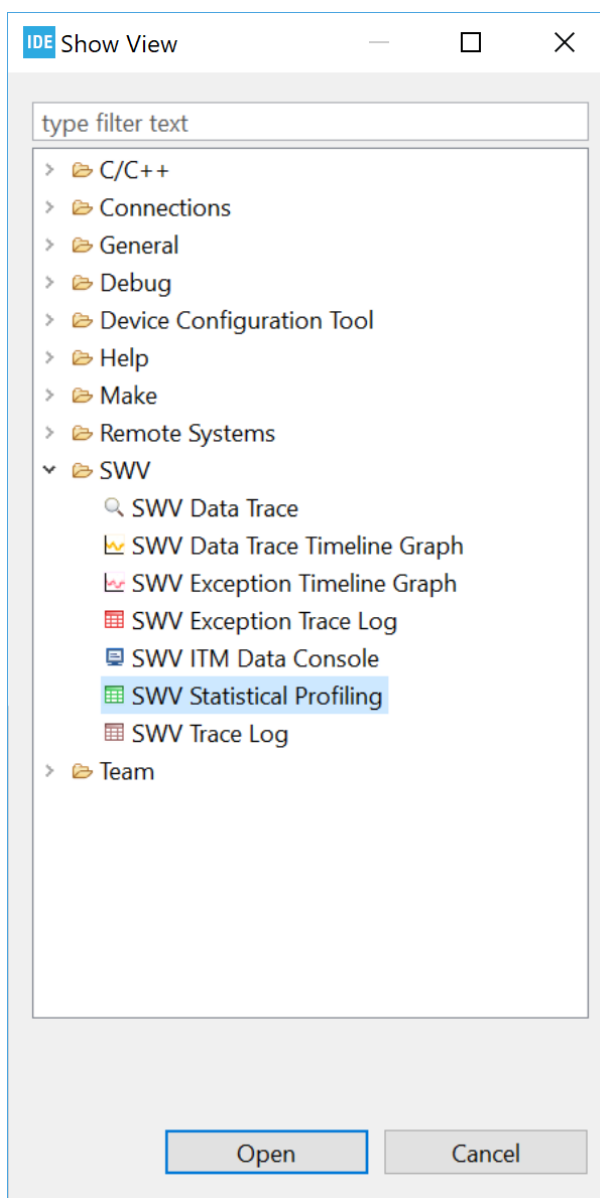 IDE Show View
type filter text
C/C++
Connections
General
Debug
Device Configuration Tool
Help
Make
Remote Systems
SWV
SWV Data Trace
SWV Data Trace Timeline Graph
SWV Exception Timeline Graph
SWV Exception Trace Log
SWV ITM Data Console
SWV Statistical Profiling
SWV Trace Log
Team
Open Cancel